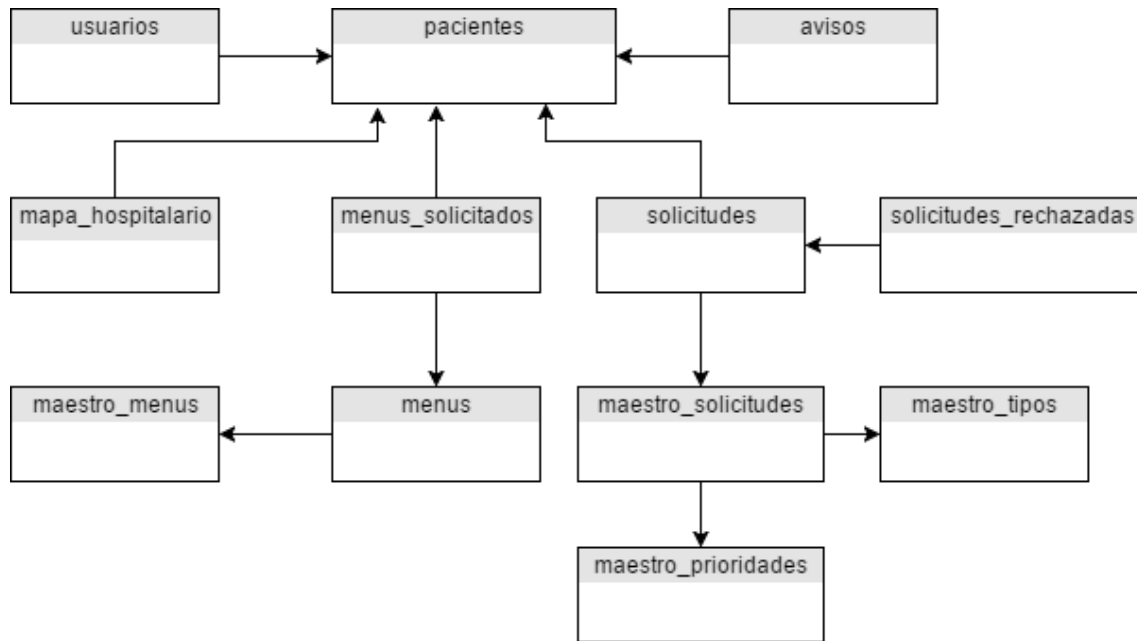 usuarios
pacientes
avisos
mapa_hospitalario
menus_solicitados
solicitudes
solicitudes_rechazadas
maestro_menus
menus
maestro_solicitudes
maestro_tipos
maestro_prioridades